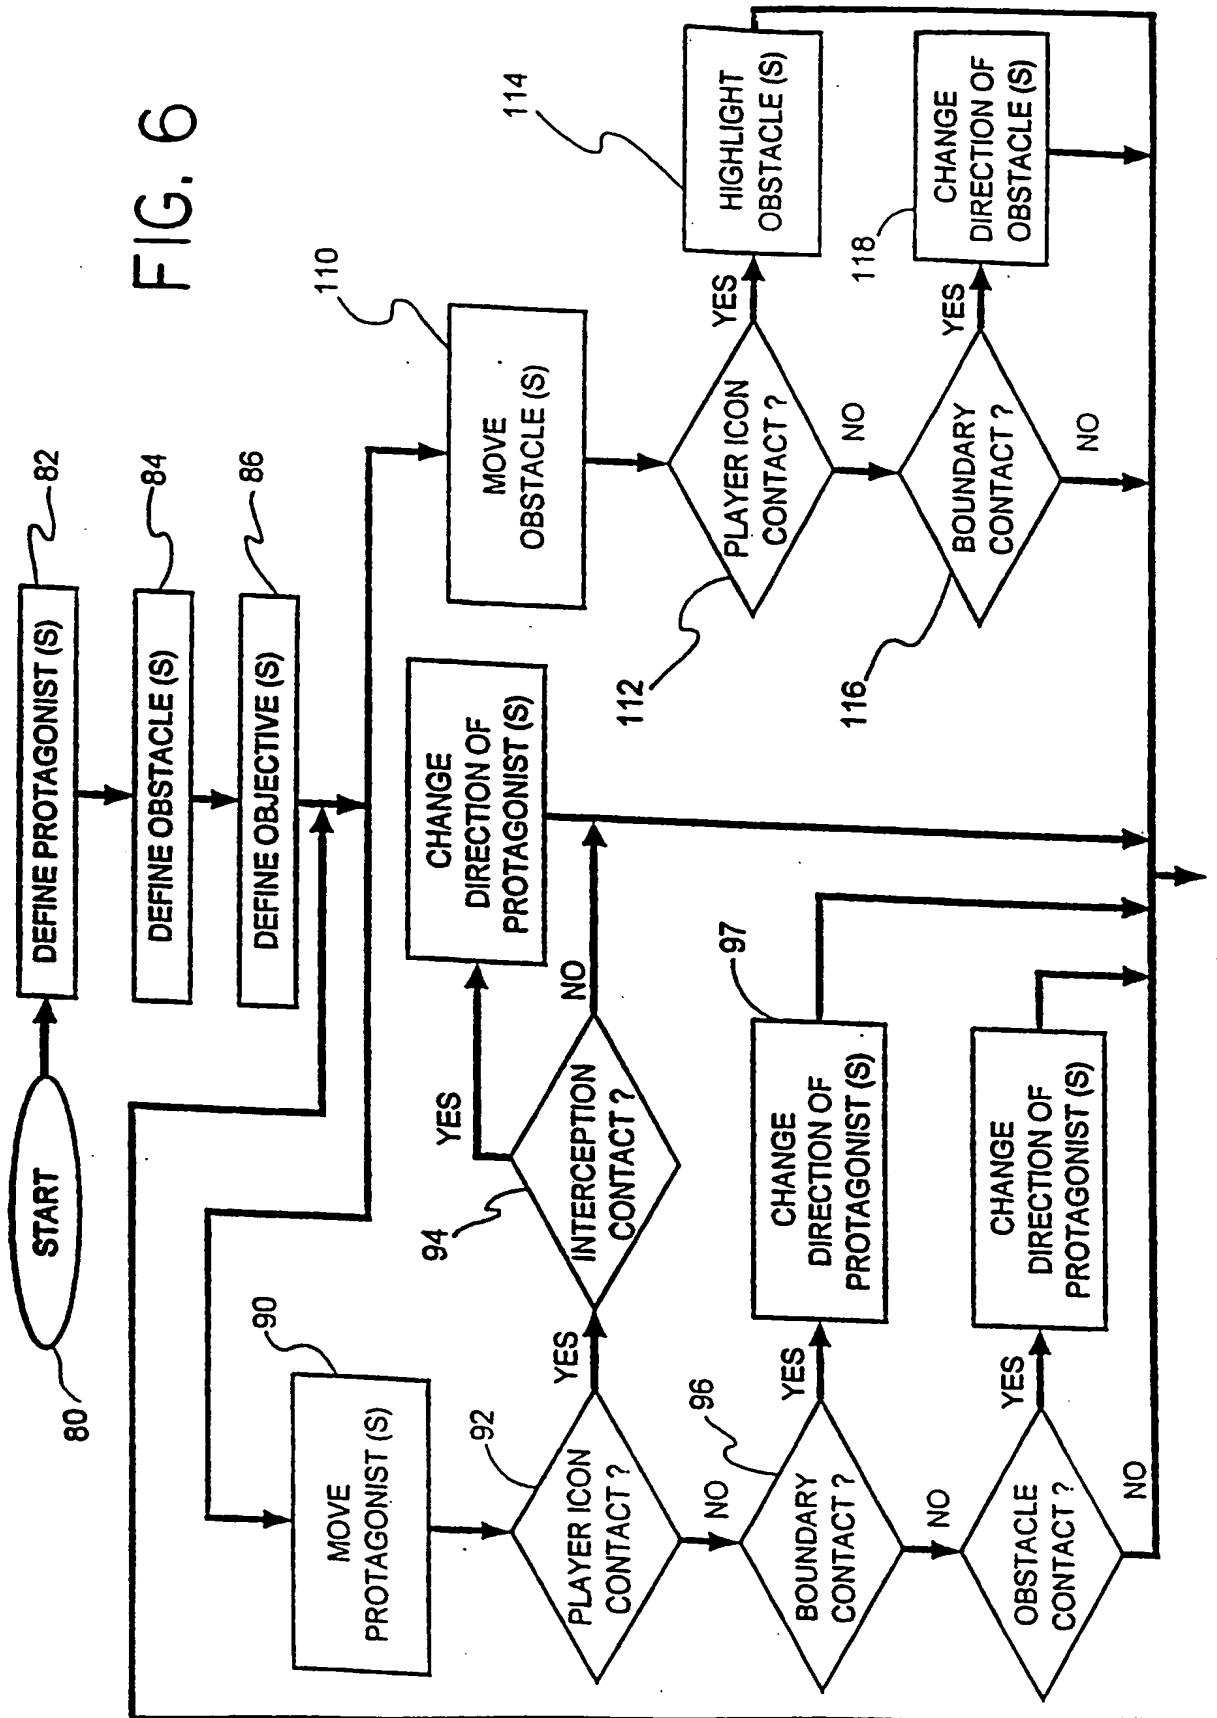 FIG. 6
START
80
DEFINE PROTAGONIST (S)
82
DEFINE OBSTACLE (S)
84
DEFINE OBJECTIVE (S)
86
90
MOVE
PROTAGONIST (S)
92
PLAYER ICON
CONTACT ?
YES
NO
94
INTERCEPTION
CONTACT ?
YES
NO
CHANGE
DIRECTION OF
PROTAGONIST (S)
96
BOUNDARY
CONTACT ?
YES
NO
97
CHANGE
DIRECTION OF
PROTAGONIST (S)
OBSTACLE
CONTACT ?
YES
NO
CHANGE
DIRECTION OF
PROTAGONIST (S)
110
MOVE
OBSTACLE (S)
112
PLAYER ICON
CONTACT ?
YES
NO
114
HIGHLIGHT
OBSTACLE (S)
116
BOUNDARY
CONTACT ?
YES
NO
118
CHANGE
DIRECTION OF
OBSTACLE (S)